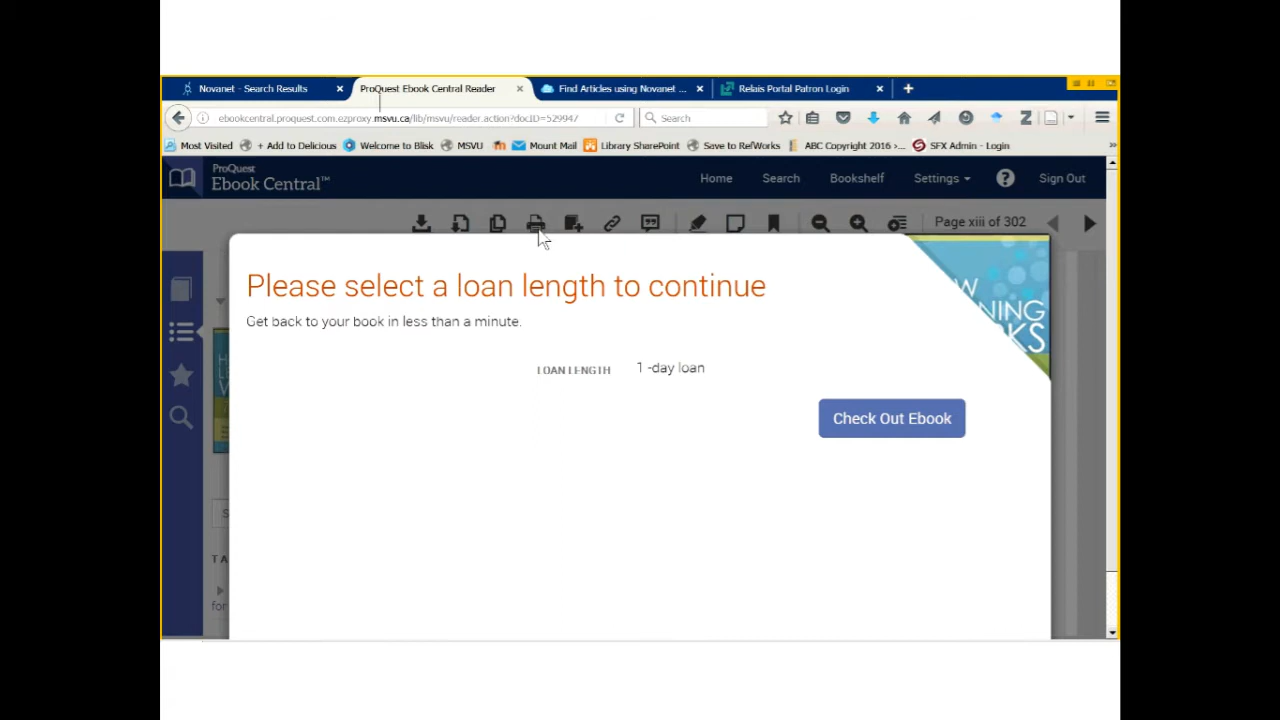 Novanet - Search Results
ProQuest Ebook Central Reader
Find Articles using Novanet ...
Relais Portal Patron Login
ebookcentral.proquest.com.ezproxy.msvu.ca/lib/msvu/reader.action?docID=529947
Search
Most Visited
+ Add to Delicious
Welcome to Blisk
MSVU
Mount Mail
Library SharePoint
Save to RefWorks
ABC Copyright 2016 >...
SFX Admin - Login
ProQuest
Ebook Central™
Home
Search
Bookshelf
Settings
Sign Out
Page xiii of 302
Please select a loan length to continue
Get back to your book in less than a minute.
LOAN LENGTH
1 -day loan
Check Out Ebook
TA
for